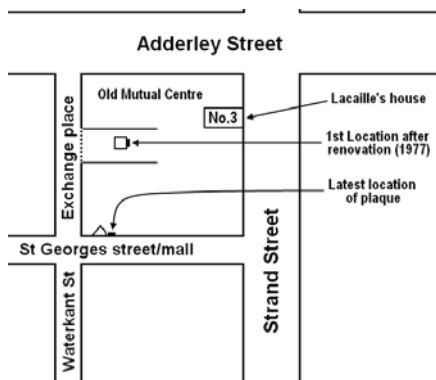 Adderley Street
Old Mutual Centre
No.3
Lacaille's house
Exchange place
1st Location after
renovation (1977)
Latest location
of plaque
St Georges street/mall
Waterkant St
Strand Street